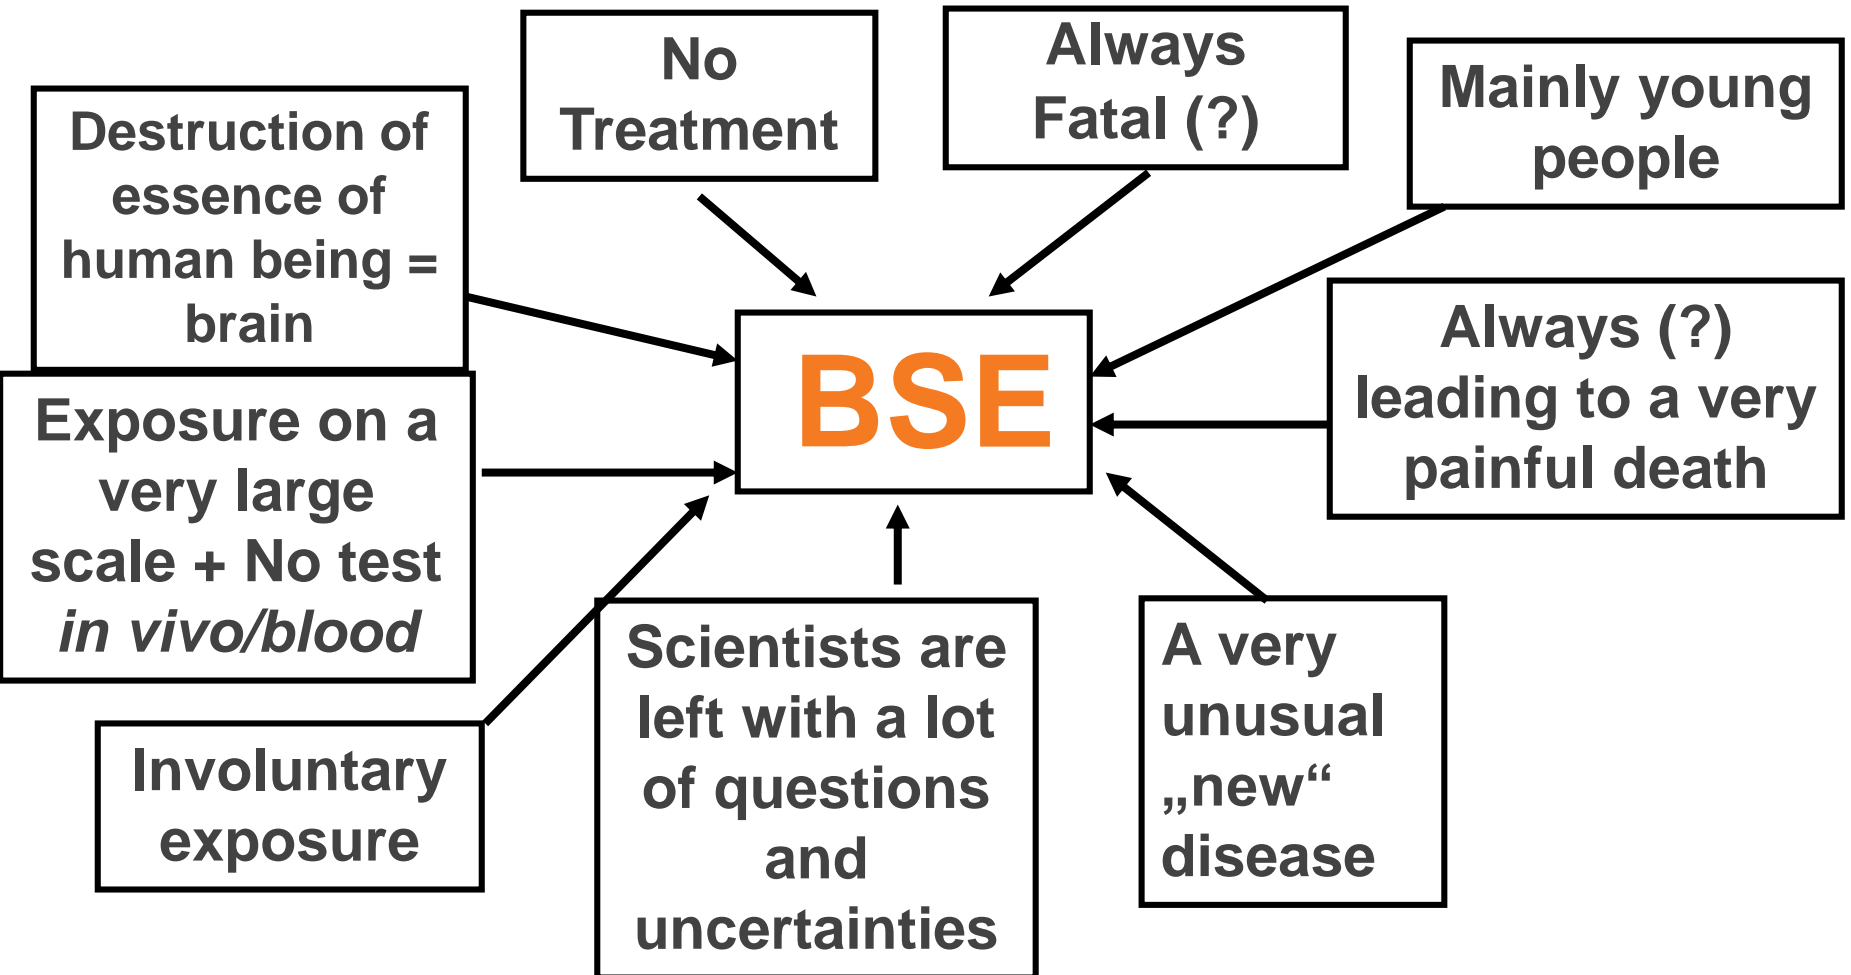 No
Treatment
Always
Fatal (?)
Mainly young
people
Destruction of
essence of
human being =
brain
BSE
Always (?)
leading to a very
painful death
Exposure on a
very large
scale + No test
in vivo/blood
Involuntary
exposure
Scientists are
left with a lot
of questions
and
uncertainties
A very
unusual
„new“
disease